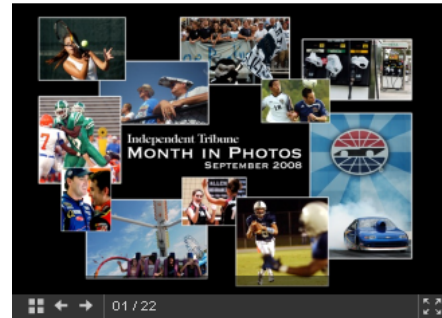 Independent Tribune
MONTH IN PHOTOS
SEPTEMBER 2008
01 / 22